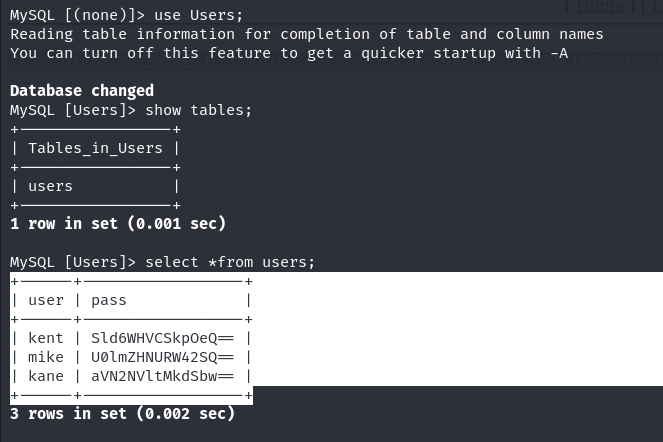 [ Home ] [ L
MySQL [(none)]> use Users;
Reading table information for completion of table and column names
You can turn off this feature to get a quicker startup with -A
Database changed
MySQL [Users]> show tables;
+-----------------+
| Tables_in_Users |
+-----------------+
| users           |
+-----------------+
1 row in set (0.001 sec)
MySQL [Users]> select *from users;
+------+------------------+
| user | pass             |
+------+------------------+
| kent | Sld6WHVCSkpOeQ== |
| mike | U0lmZHNURW42SQ== |
| kane | aVN2NVltMkdSbw== |
+------+------------------+
3 rows in set (0.002 sec)